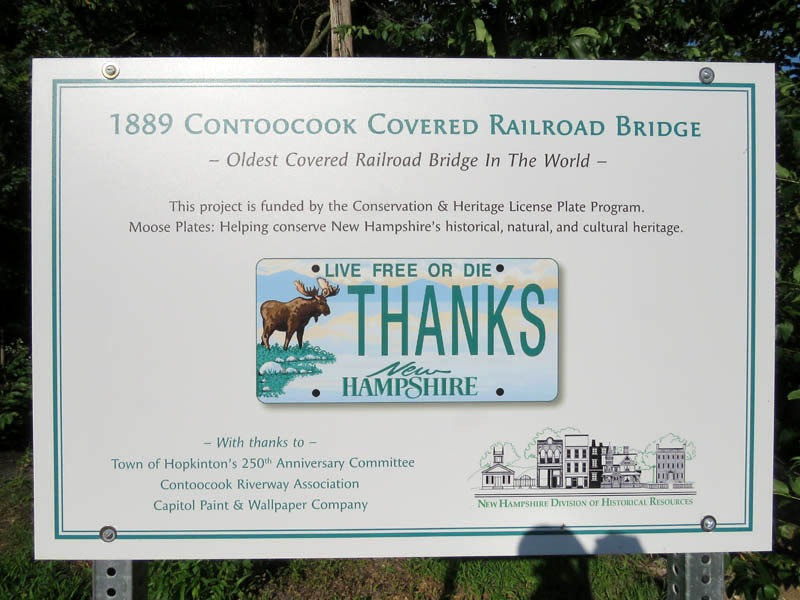 1889 Contoocook Covered Railroad Bridge
– Oldest Covered Railroad Bridge In The World –
This project is funded by the Conservation & Heritage License Plate Program.
Moose Plates: Helping conserve New Hampshire's historical, natural, and cultural heritage.
LIVE FREE OR DIE
THANKS
New
HAMPSHIRE
– With thanks to –
Town of Hopkinton's 250th Anniversary Committee
Contoocook Riverway Association
Capitol Paint & Wallpaper Company
New Hampshire Division of Historical Resources